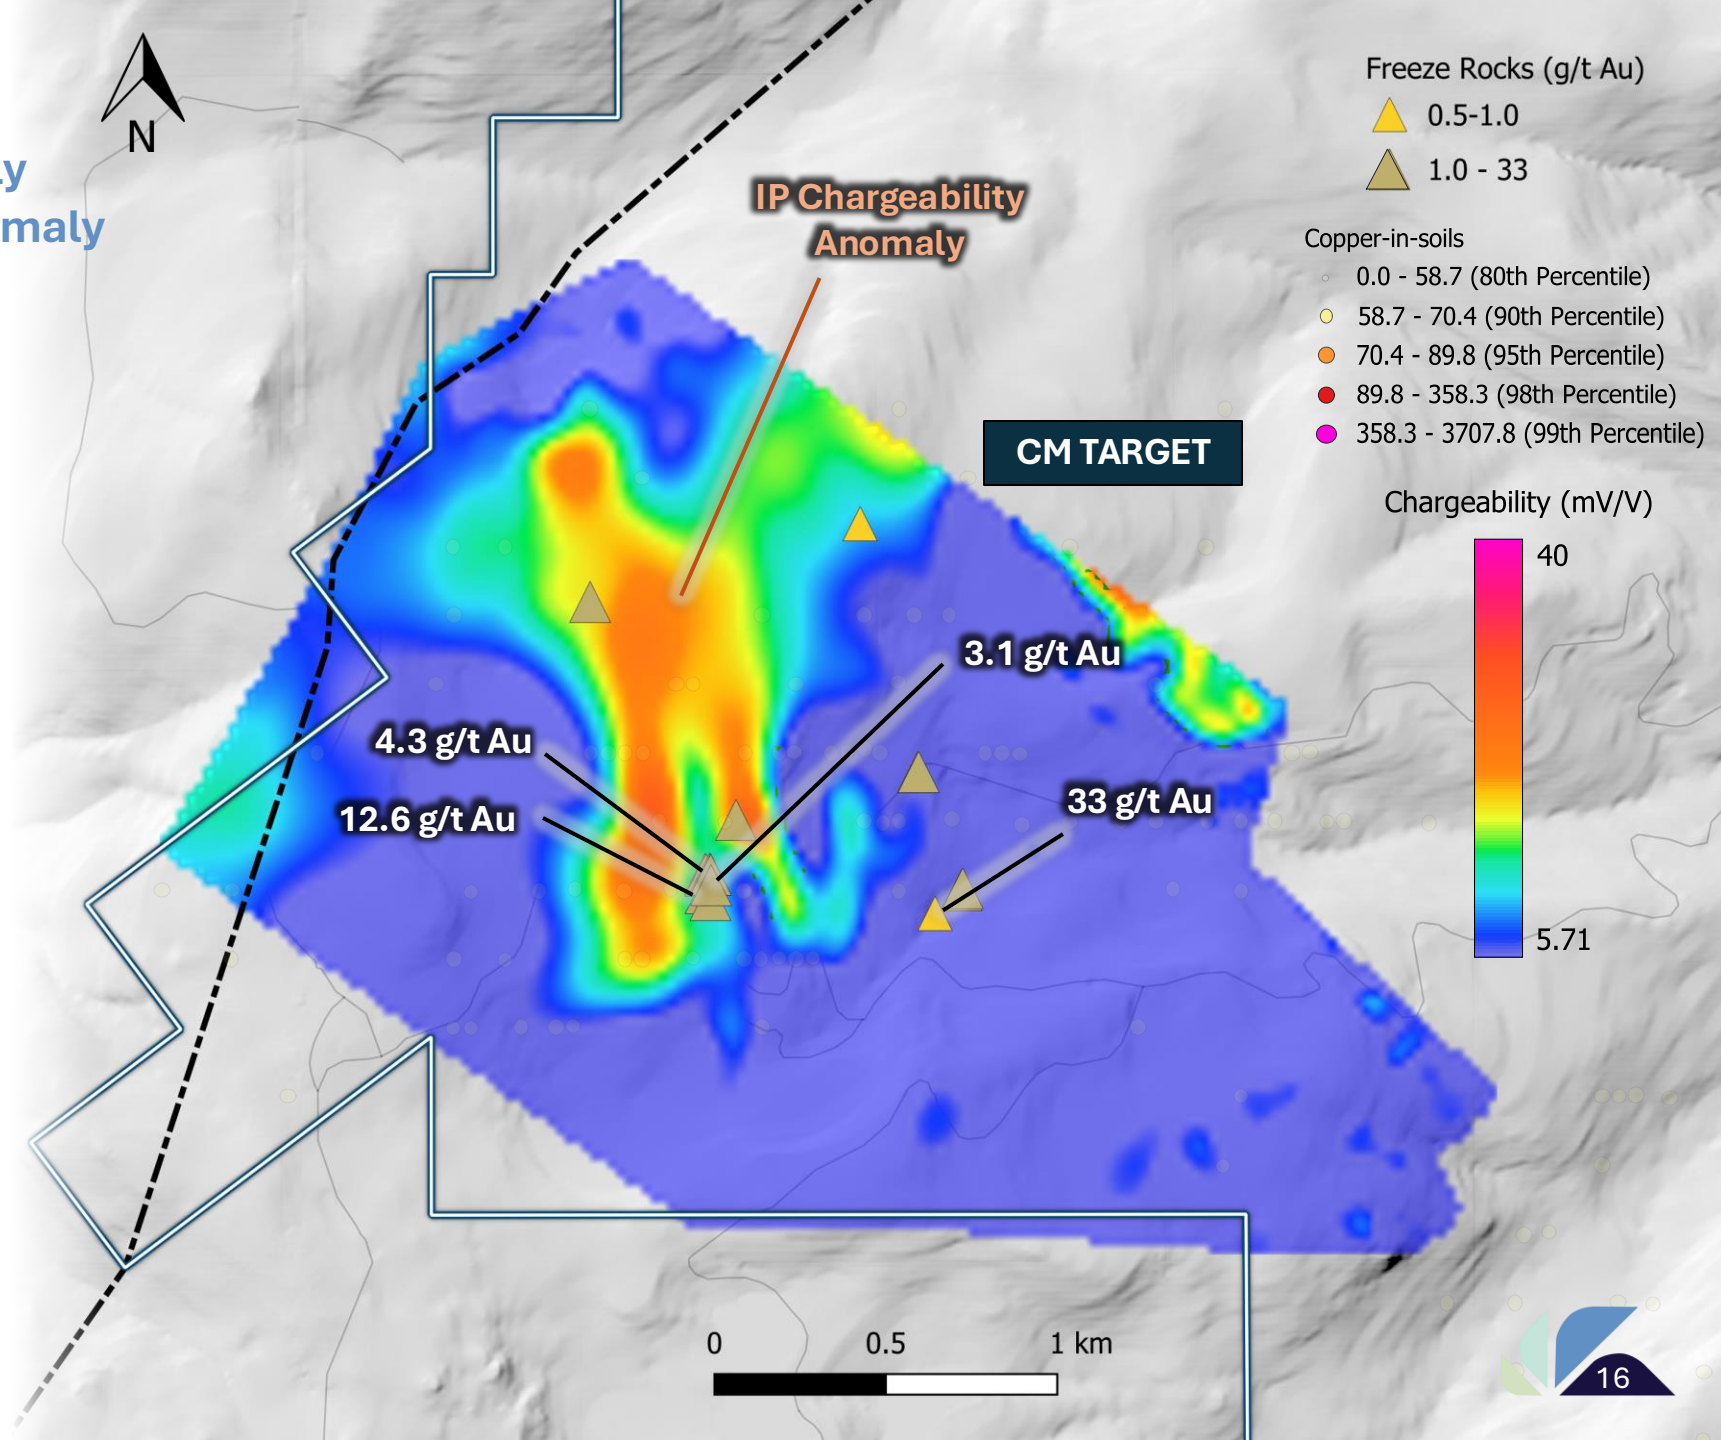 N
ly
maly
IP Chargeability
Anomaly
CM TARGET
3.1 g/t Au
4.3 g/t Au
12.6 g/t Au
33 g/t Au
Freeze Rocks (g/t Au)
0.5-1.0
1.0 - 33
Copper-in-soils
0.0 - 58.7 (80th Percentile)
58.7 - 70.4 (90th Percentile)
70.4 - 89.8 (95th Percentile)
89.8 - 358.3 (98th Percentile)
358.3 - 3707.8 (99th Percentile)
Chargeability (mV/V)
40
5.71
0 0.5 1 km
16